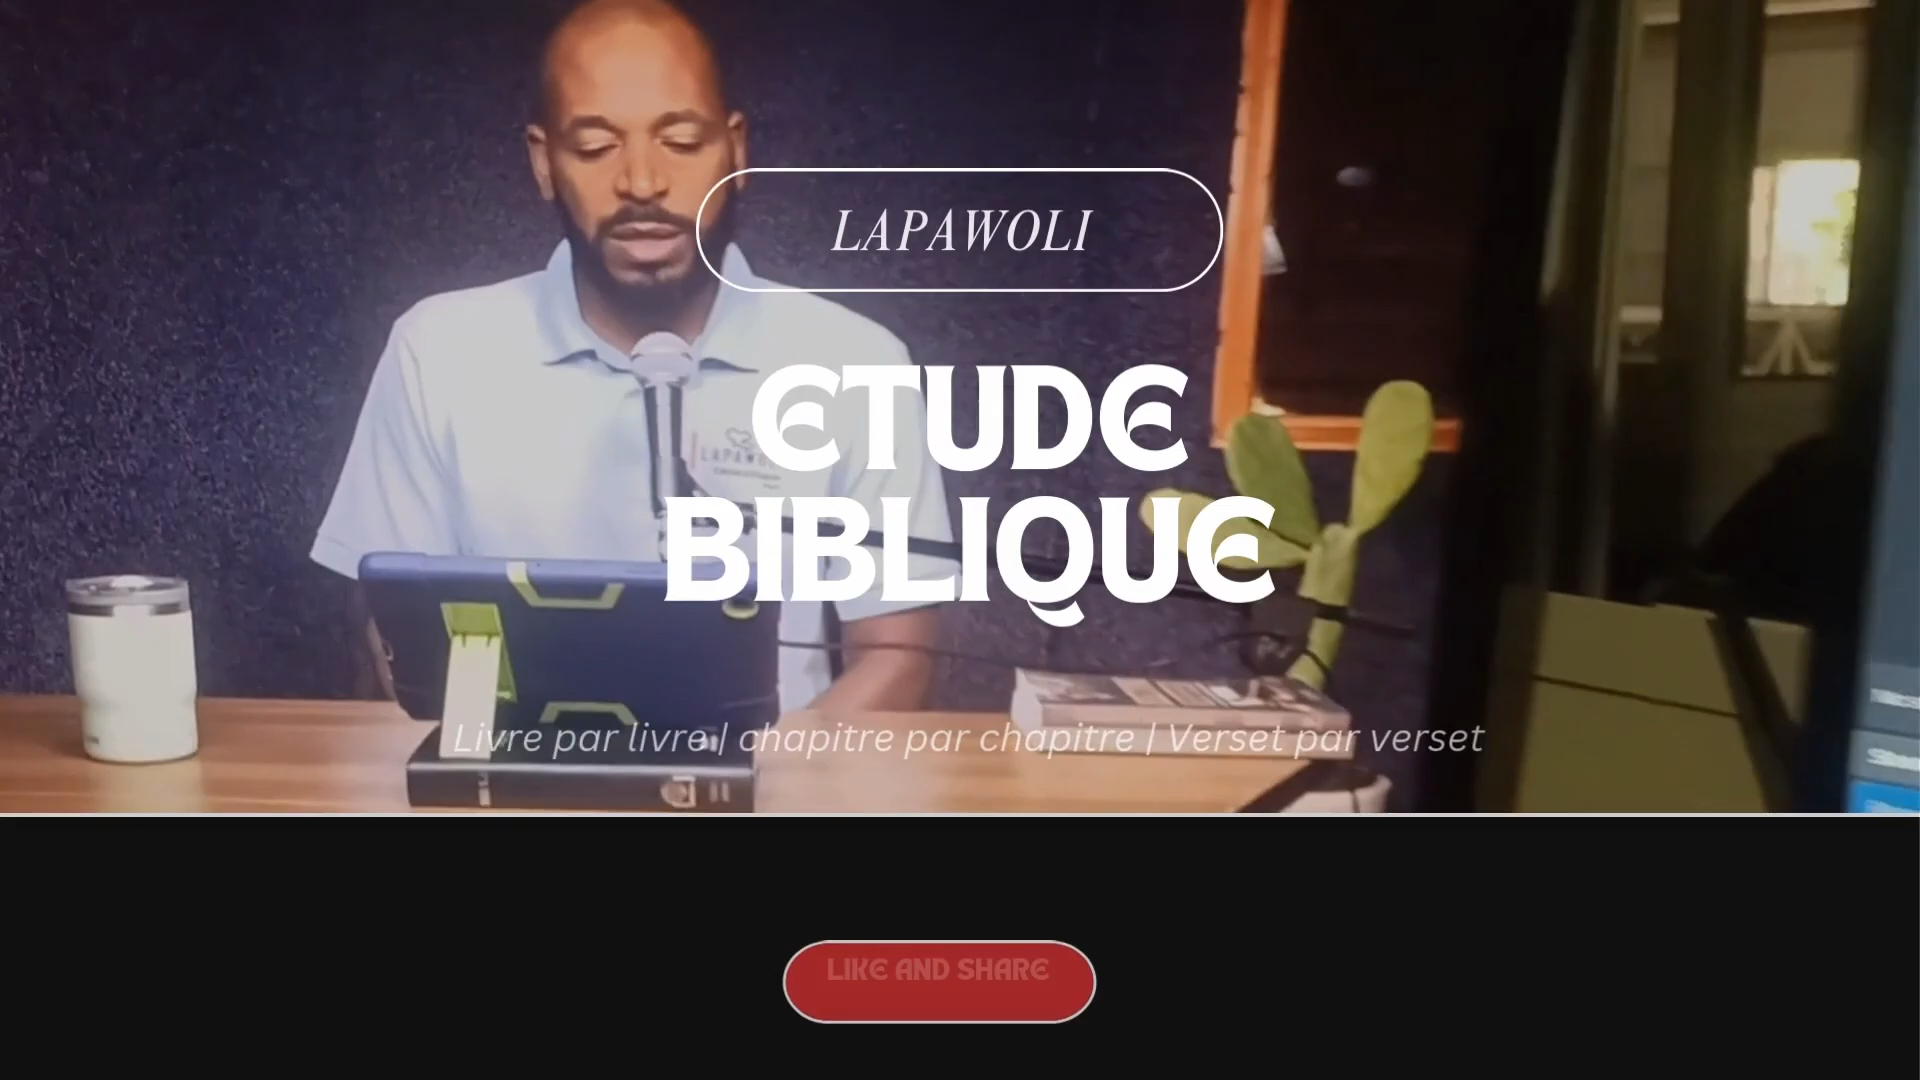 LAPAWOLI
ETUDE
BIBLIQUE
Livre par livre | chapitre par chapitre | Verset par verset
LIKE AND SHARE